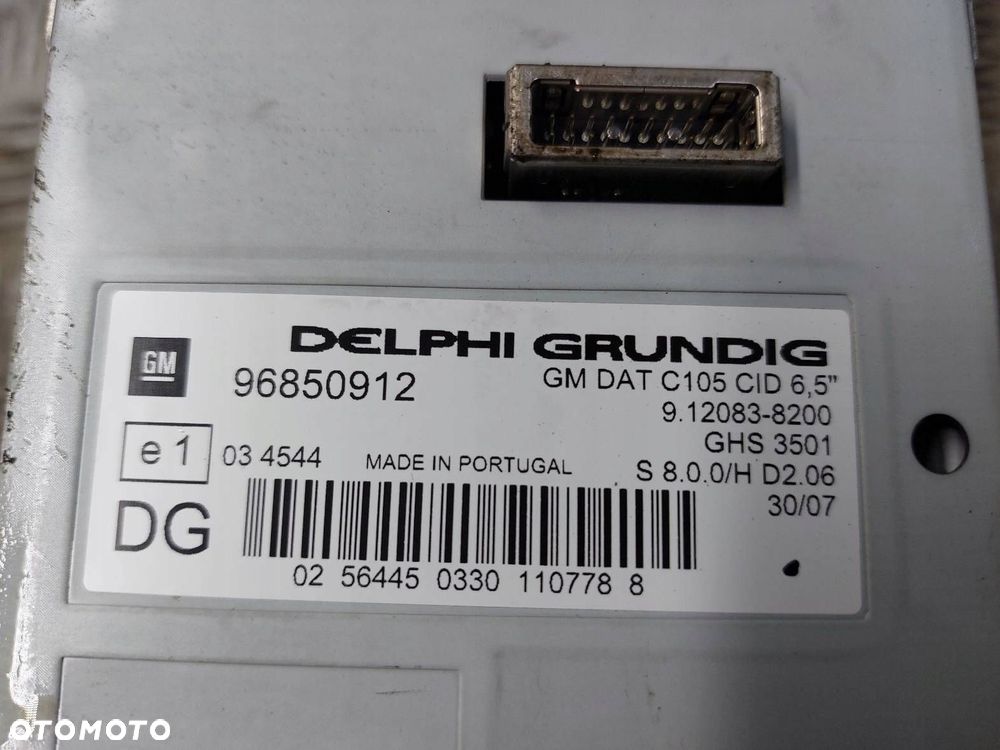 DELPHI GRUNDIG
GM
96850912
GM DAT C105 CID 6,5"
9.12083-8200
GHS 3501
e1
03 4544
MADE IN PORTUGAL
S 8.0.0/H D2.06
30/07
DG
02 56445 0330 110778 8
OTOMOTO